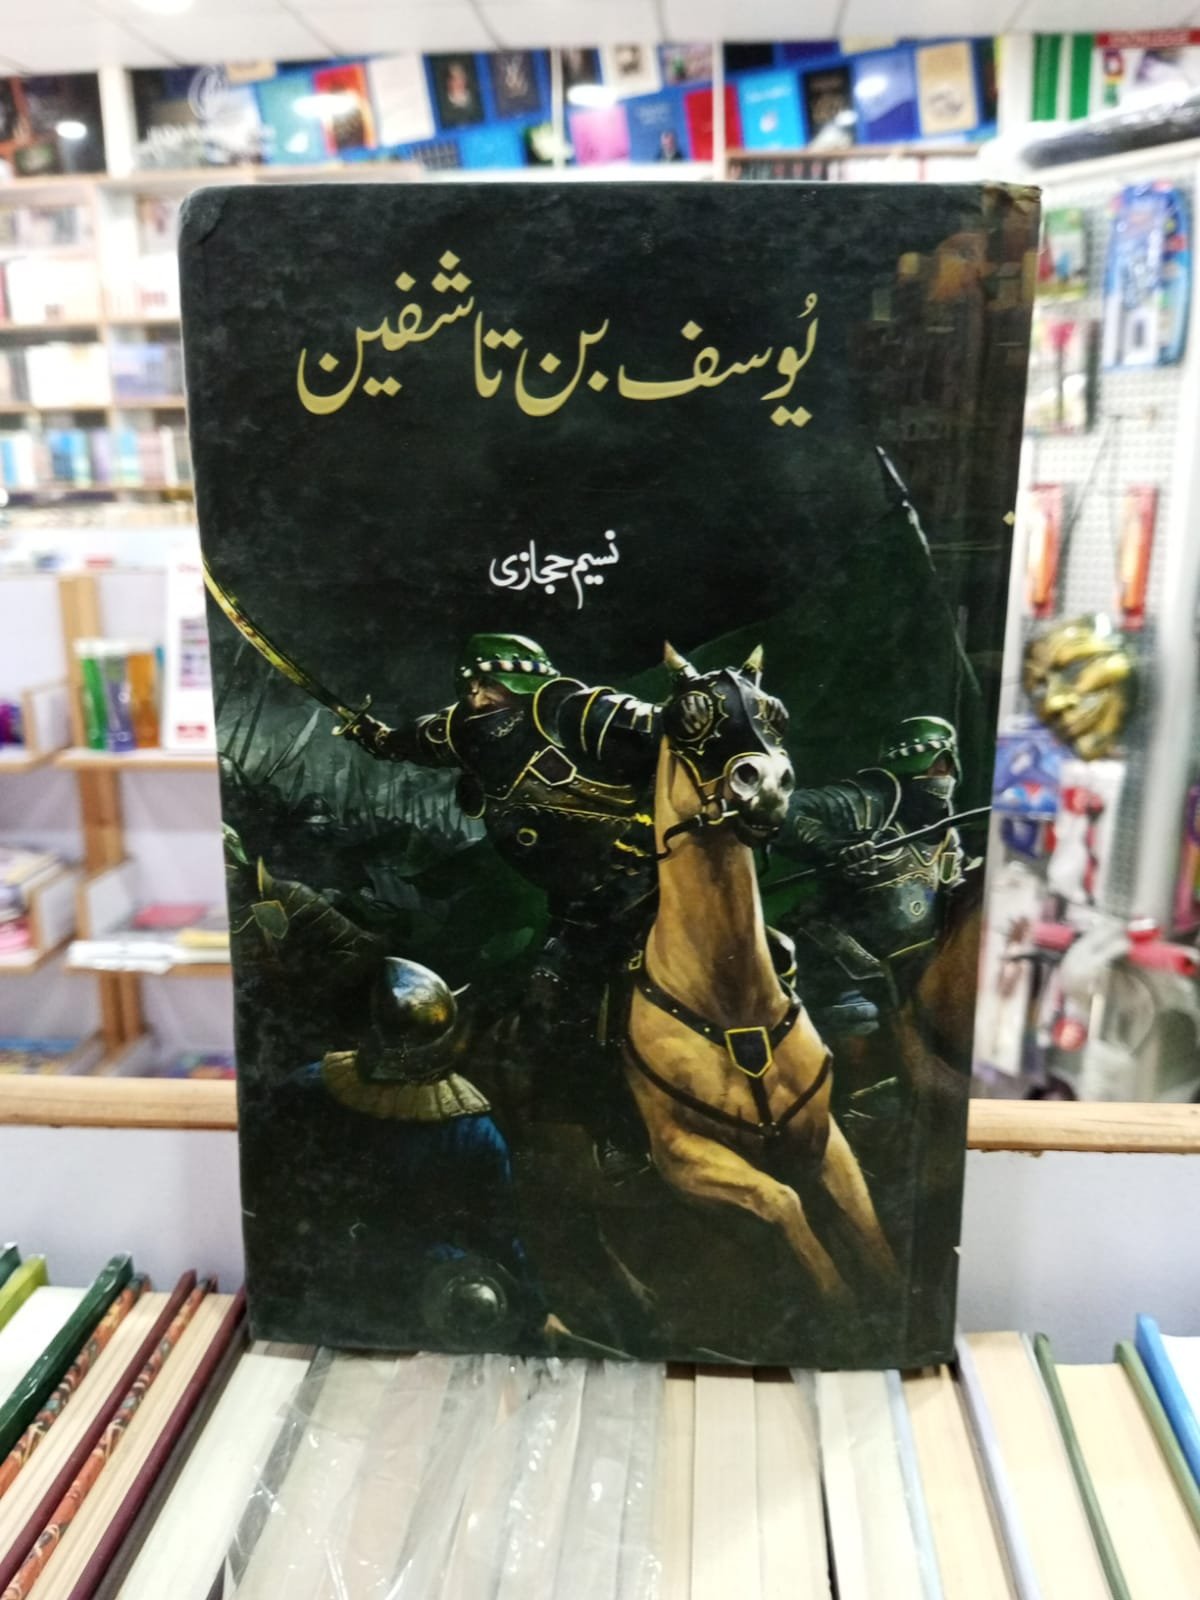 یُوسف بن تاشفین
نسیم حجازی